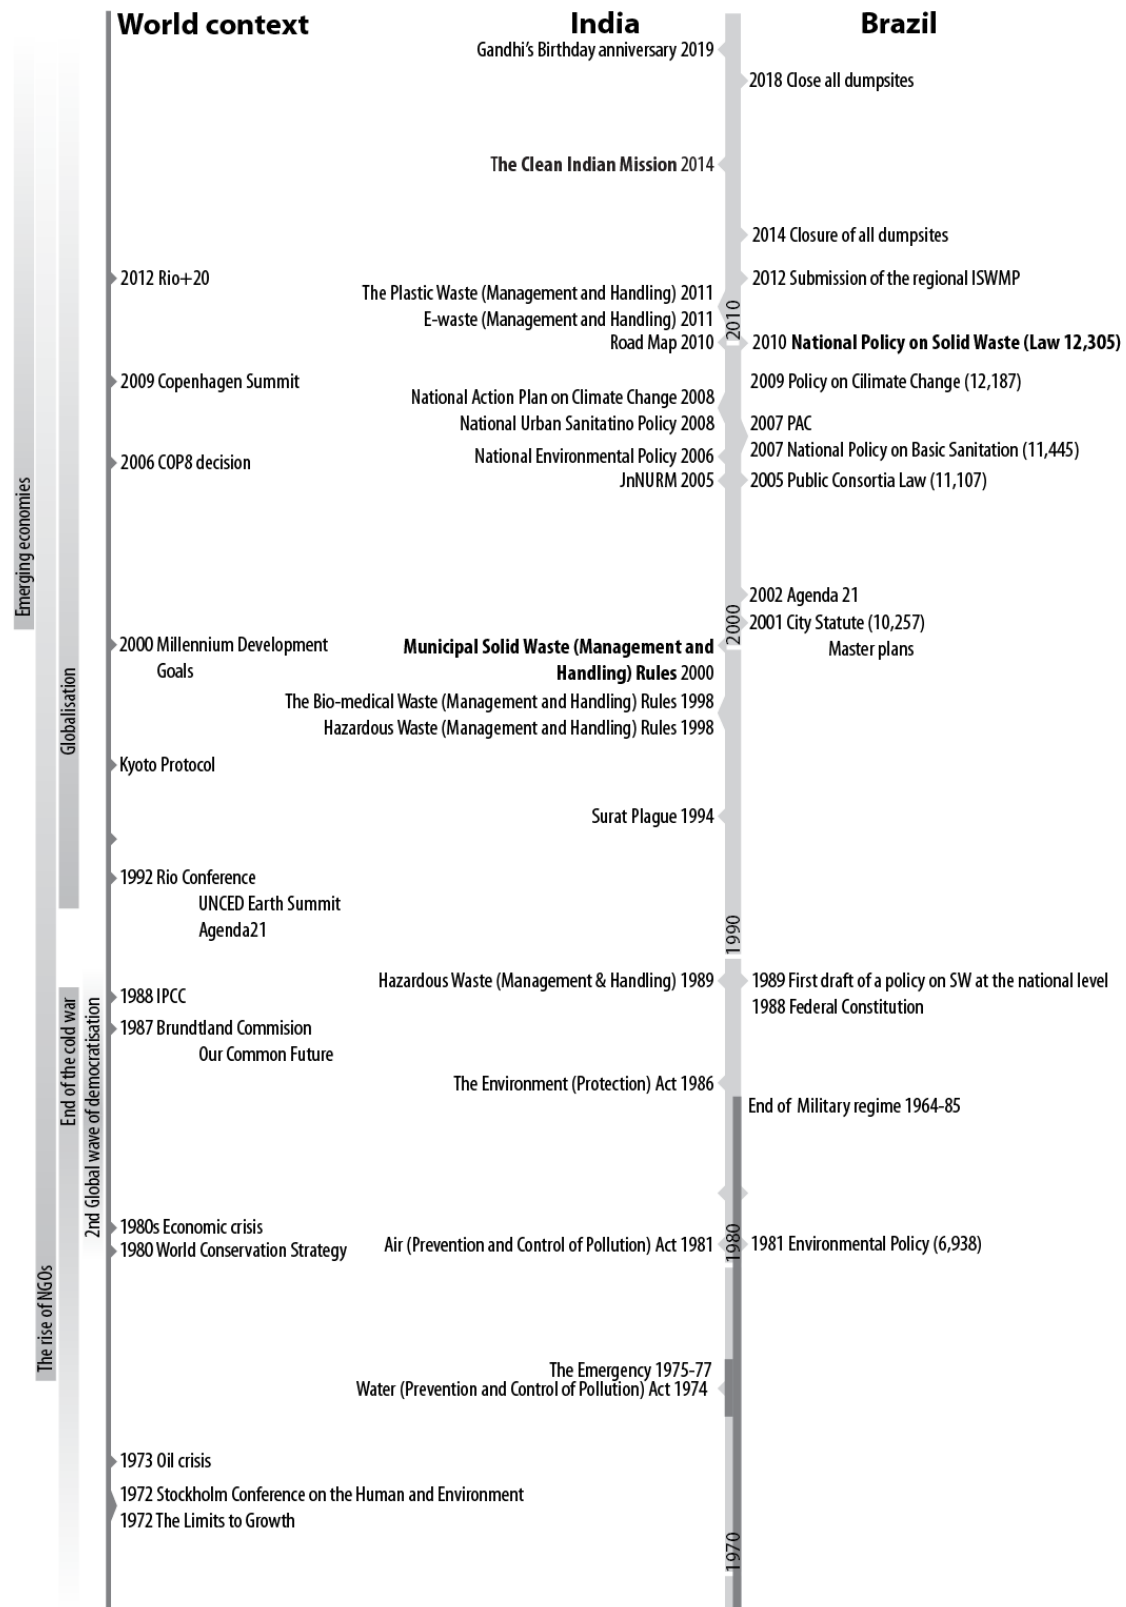 World context
India
Brazil
Gandhi's Birthday anniversary 2019
2018 Close all dumpsites
The Clean Indian Mission 2014
2014 Closure of all dumpsites
2012 Rio+20
2012 Submission of the regional ISWMP
The Plastic Waste (Management and Handling) 2011
E-waste (Management and Handling) 2011
2010
Road Map 2010
2010 National Policy on Solid Waste (Law 12,305)
2009 Copenhagen Summit
2009 Policy on Cilimate Change (12,187)
National Action Plan on Climate Change 2008
National Urban Sanitatino Policy 2008
2007 PAC
2007 National Policy on Basic Sanitation (11,445)
2006 COP8 decision
National Environmental Policy 2006
JnNURM 2005
2005 Public Consortia Law (11,107)
Emerging economies
2002 Agenda 21
2000
2001 City Statute (10,257)
Master plans
2000 Millennium Development
Goals
Municipal Solid Waste (Management and
Handling) Rules 2000
The Bio-medical Waste (Management and Handling) Rules 1998
Hazardous Waste (Management and Handling) Rules 1998
Globalisation
Kyoto Protocol
Surat Plague 1994
1992 Rio Conference
UNCED Earth Summit
Agenda21
1990
Hazardous Waste (Management & Handling) 1989
1989 First draft of a policy on SW at the national level
1988 Federal Constitution
1988 IPCC
1987 Brundtland Commision
Our Common Future
End of the cold war
2nd Global wave of democratisation
The Environment (Protection) Act 1986
End of Military regime 1964-85
1980s Economic crisis
1980 World Conservation Strategy
Air (Prevention and Control of Pollution) Act 1981
1980
1981 Environmental Policy (6,938)
The rise of NGOs
The Emergency 1975-77
Water (Prevention and Control of Pollution) Act 1974
1973 Oil crisis
1972 Stockholm Conference on the Human and Environment
1972 The Limits to Growth
1970